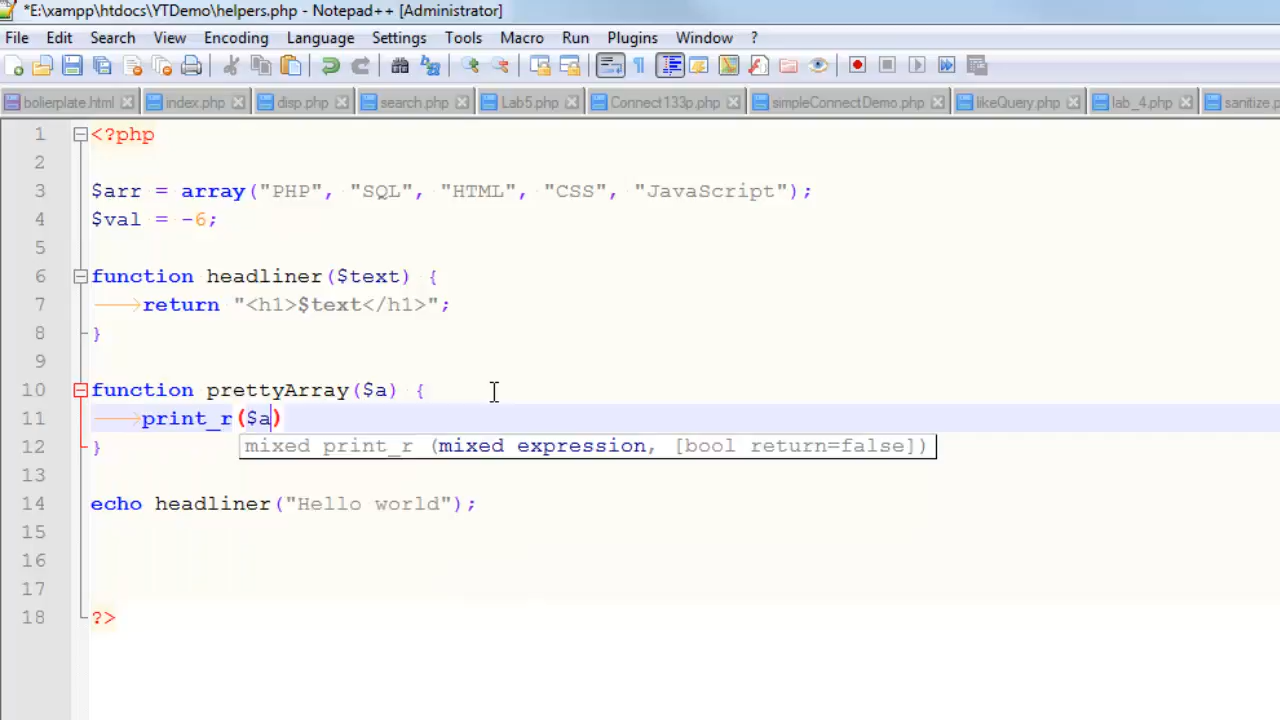 *E:\xampp\htdocs\YTDemo\helpers.php - Notepad++ [Administrator]
File Edit Search View Encoding Language Settings Tools Macro Run Plugins Window ?
bolierplate.html index.php disp.php search.php Lab5.php Connect133p.php simpleConnectDemo.php likeQuery.php lab_4.php sanitize.p
1 <?php
2
3 $arr = array("PHP", "SQL", "HTML", "CSS", "JavaScript");
4 $val = -6;
5
6 function headliner($text) {
7 return "<h1>$text</h1>";
8 }
9
10 function prettyArray($a) {
11 print_r($a)
12 }
mixed print_r (mixed expression, [bool return=false])
13
14 echo headliner("Hello world");
15
16
17
18 ?>